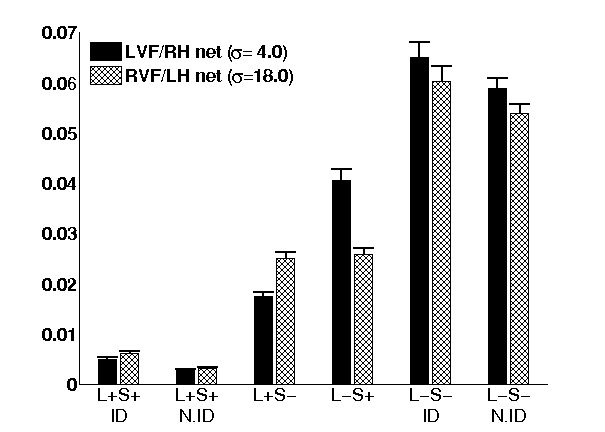 0.07
LVF/RH net (σ= 4.0)
RVF/LH net (σ=18.0)
0.06
0.05
0.04
0.03
0.02
0.01
0
L+S+ L+S+ L+S− L−S+ L−S− L−S−
ID N.ID ID N.ID